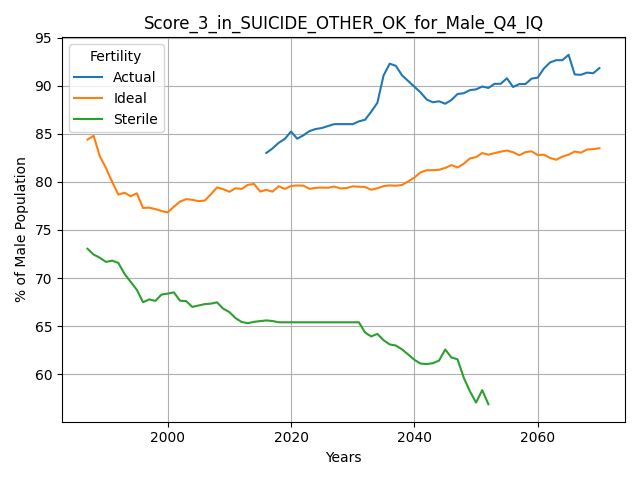 Score_3_in_SUICIDE_OTHER_OK_for_Male_Q4_IQ
Fertility
Actual
Ideal
Sterile
% of Male Population
95
90
85
80
75
70
65
60
2000
2020
2040
2060
Years